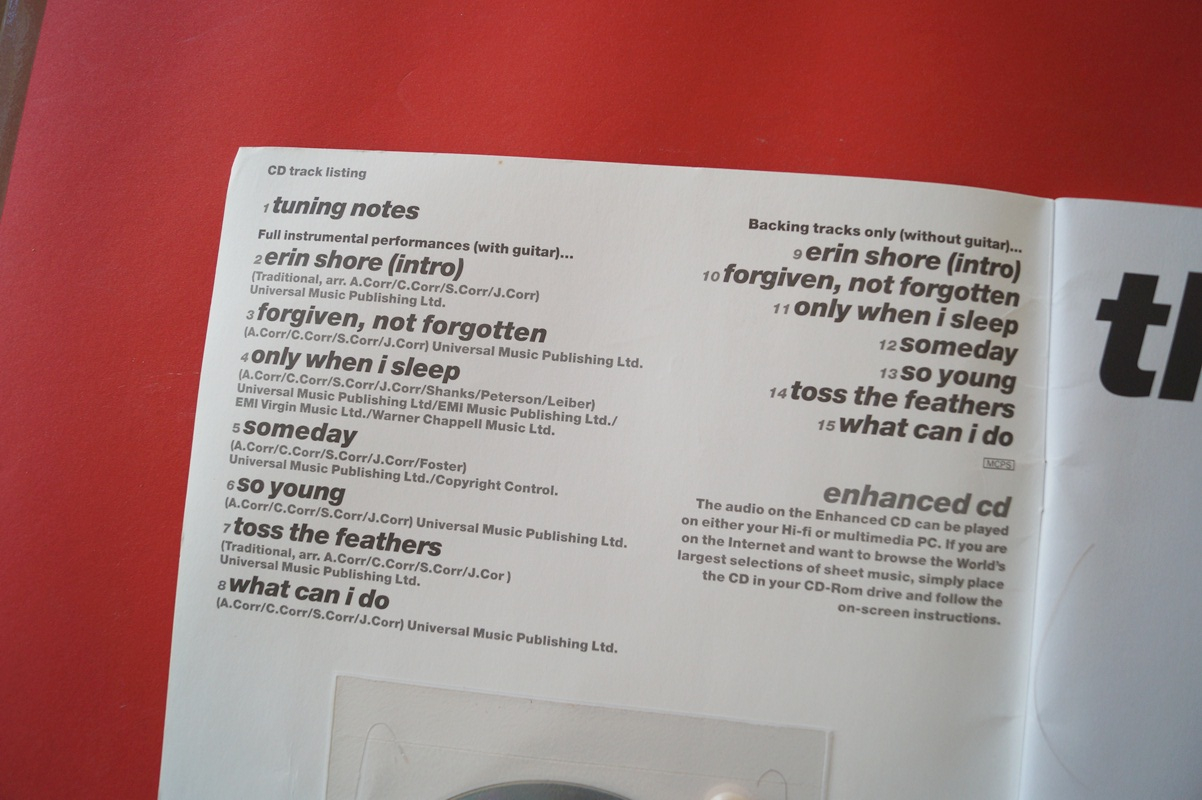 CD track listing
1 tuning notes
Full instrumental performances (with guitar)...
2 erin shore (intro)
(Traditional, arr. A.Corr/C.Corr/S.Corr/J.Corr)
Universal Music Publishing Ltd.
3 forgiven, not forgotten
(A.Corr/C.Corr/S.Corr/J.Corr) Universal Music Publishing Ltd.
4 only when i sleep
(A.Corr/C.Corr/S.Corr/J.Corr/Shanks/Peterson/Leiber)
Universal Music Publishing Ltd/EMI Music Publishing Ltd./
EMI Virgin Music Ltd./Warner Chappell Music Ltd.
5 someday
(A.Corr/C.Corr/S.Corr/J.Corr/Foster)
Universal Music Publishing Ltd./Copyright Control.
6 so young
(A.Corr/C.Corr/S.Corr/J.Corr) Universal Music Publishing Ltd.
7 toss the feathers
(Traditional, arr. A.Corr/C.Corr/S.Corr/J.Cor )
Universal Music Publishing Ltd.
8 what can i do
(A.Corr/C.Corr/S.Corr/J.Corr) Universal Music Publishing Ltd.
Backing tracks only (without guitar)...
9 erin shore (intro)
10 forgiven, not forgotten
11 only when i sleep
12 someday
13 so young
14 toss the feathers
15 what can i do
MCPS
enhanced cd
The audio on the Enhanced CD can be played
on either your Hi-fi or multimedia PC. If you are
on the Internet and want to browse the World's
largest selections of sheet music, simply place
the CD in your CD-Rom drive and follow the
on-screen instructions.